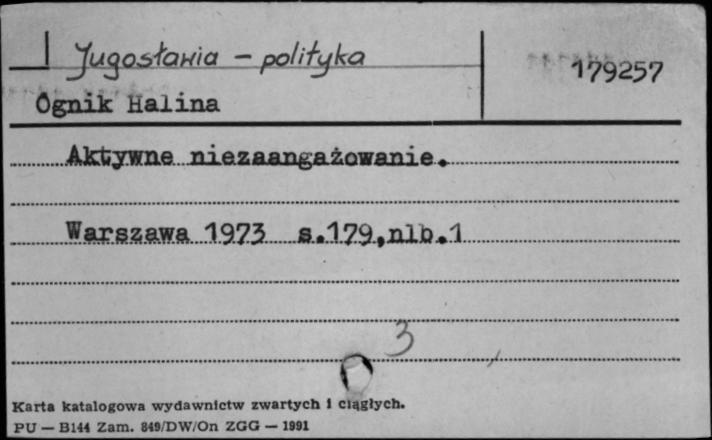 Jugosławia – polityka
179257
Ognik Halina
Aktywne niezaangażowanie.
Warszawa 1973 s.179,nlb.1
3
Karta katalogowa wydawnictw zwartych i ciągłych.
PU — B144 Zam. 849/DW/On ZGG — 1991